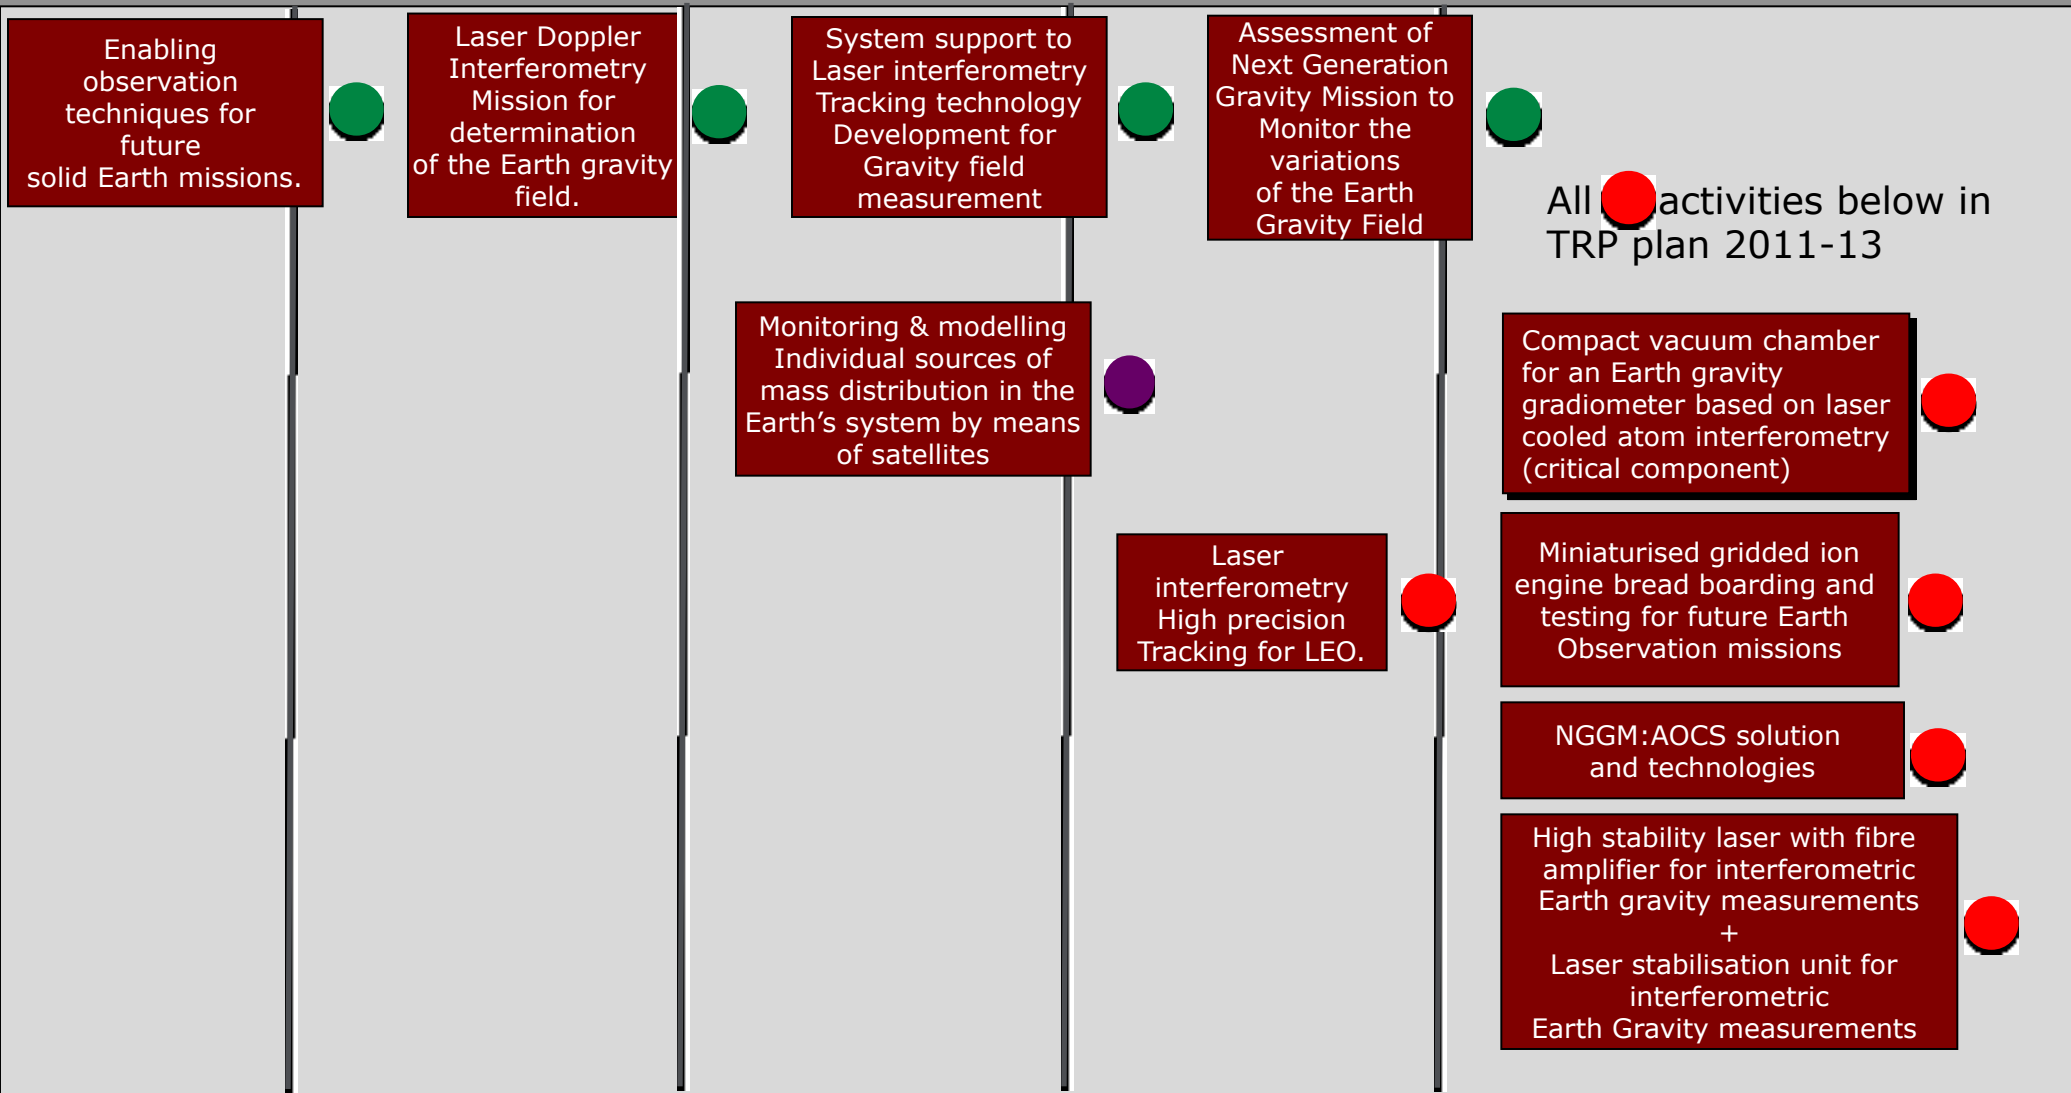 Enabling
observation
techniques for
future
solid Earth missions.
Laser Doppler
Interferometry
Mission for
determination
of the Earth gravity
field.
System support to
Laser interferometry
Tracking technology
Development for
Gravity field
measurement
Assessment of
Next Generation
Gravity Mission to
Monitor the
variations
of the Earth
Gravity Field
All activities below in
TRP plan 2011-13
Monitoring & modelling
Individual sources of
mass distribution in the
Earth’s system by means
of satellites
Compact vacuum chamber
for an Earth gravity
gradiometer based on laser
cooled atom interferometry
(critical component)
Laser
interferometry
High precision
Tracking for LEO.
Miniaturised gridded ion
engine bread boarding and
testing for future Earth
Observation missions
NGGM:AOCS solution
and technologies
High stability laser with fibre
amplifier for interferometric
Earth gravity measurements
+
Laser stabilisation unit for
interferometric
Earth Gravity measurements